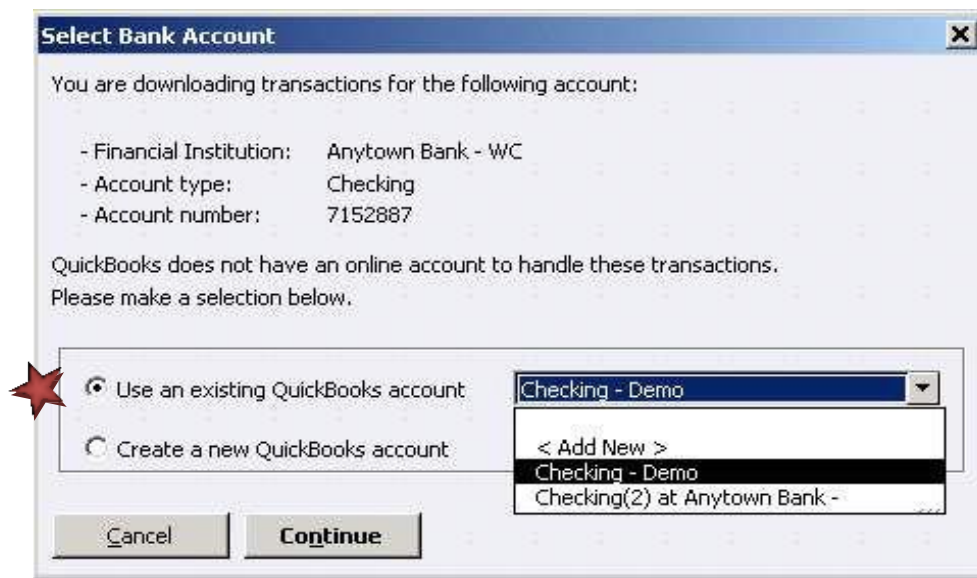 Select Bank Account
You are downloading transactions for the following account:
- Financial Institution: Anytown Bank - WC
- Account type: Checking
- Account number: 7152887
QuickBooks does not have an online account to handle these transactions.
Please make a selection below.
Use an existing QuickBooks account Checking - Demo
Create a new QuickBooks account
< Add New >
Checking - Demo
Checking(2) at Anytown Bank -
Cancel Continue